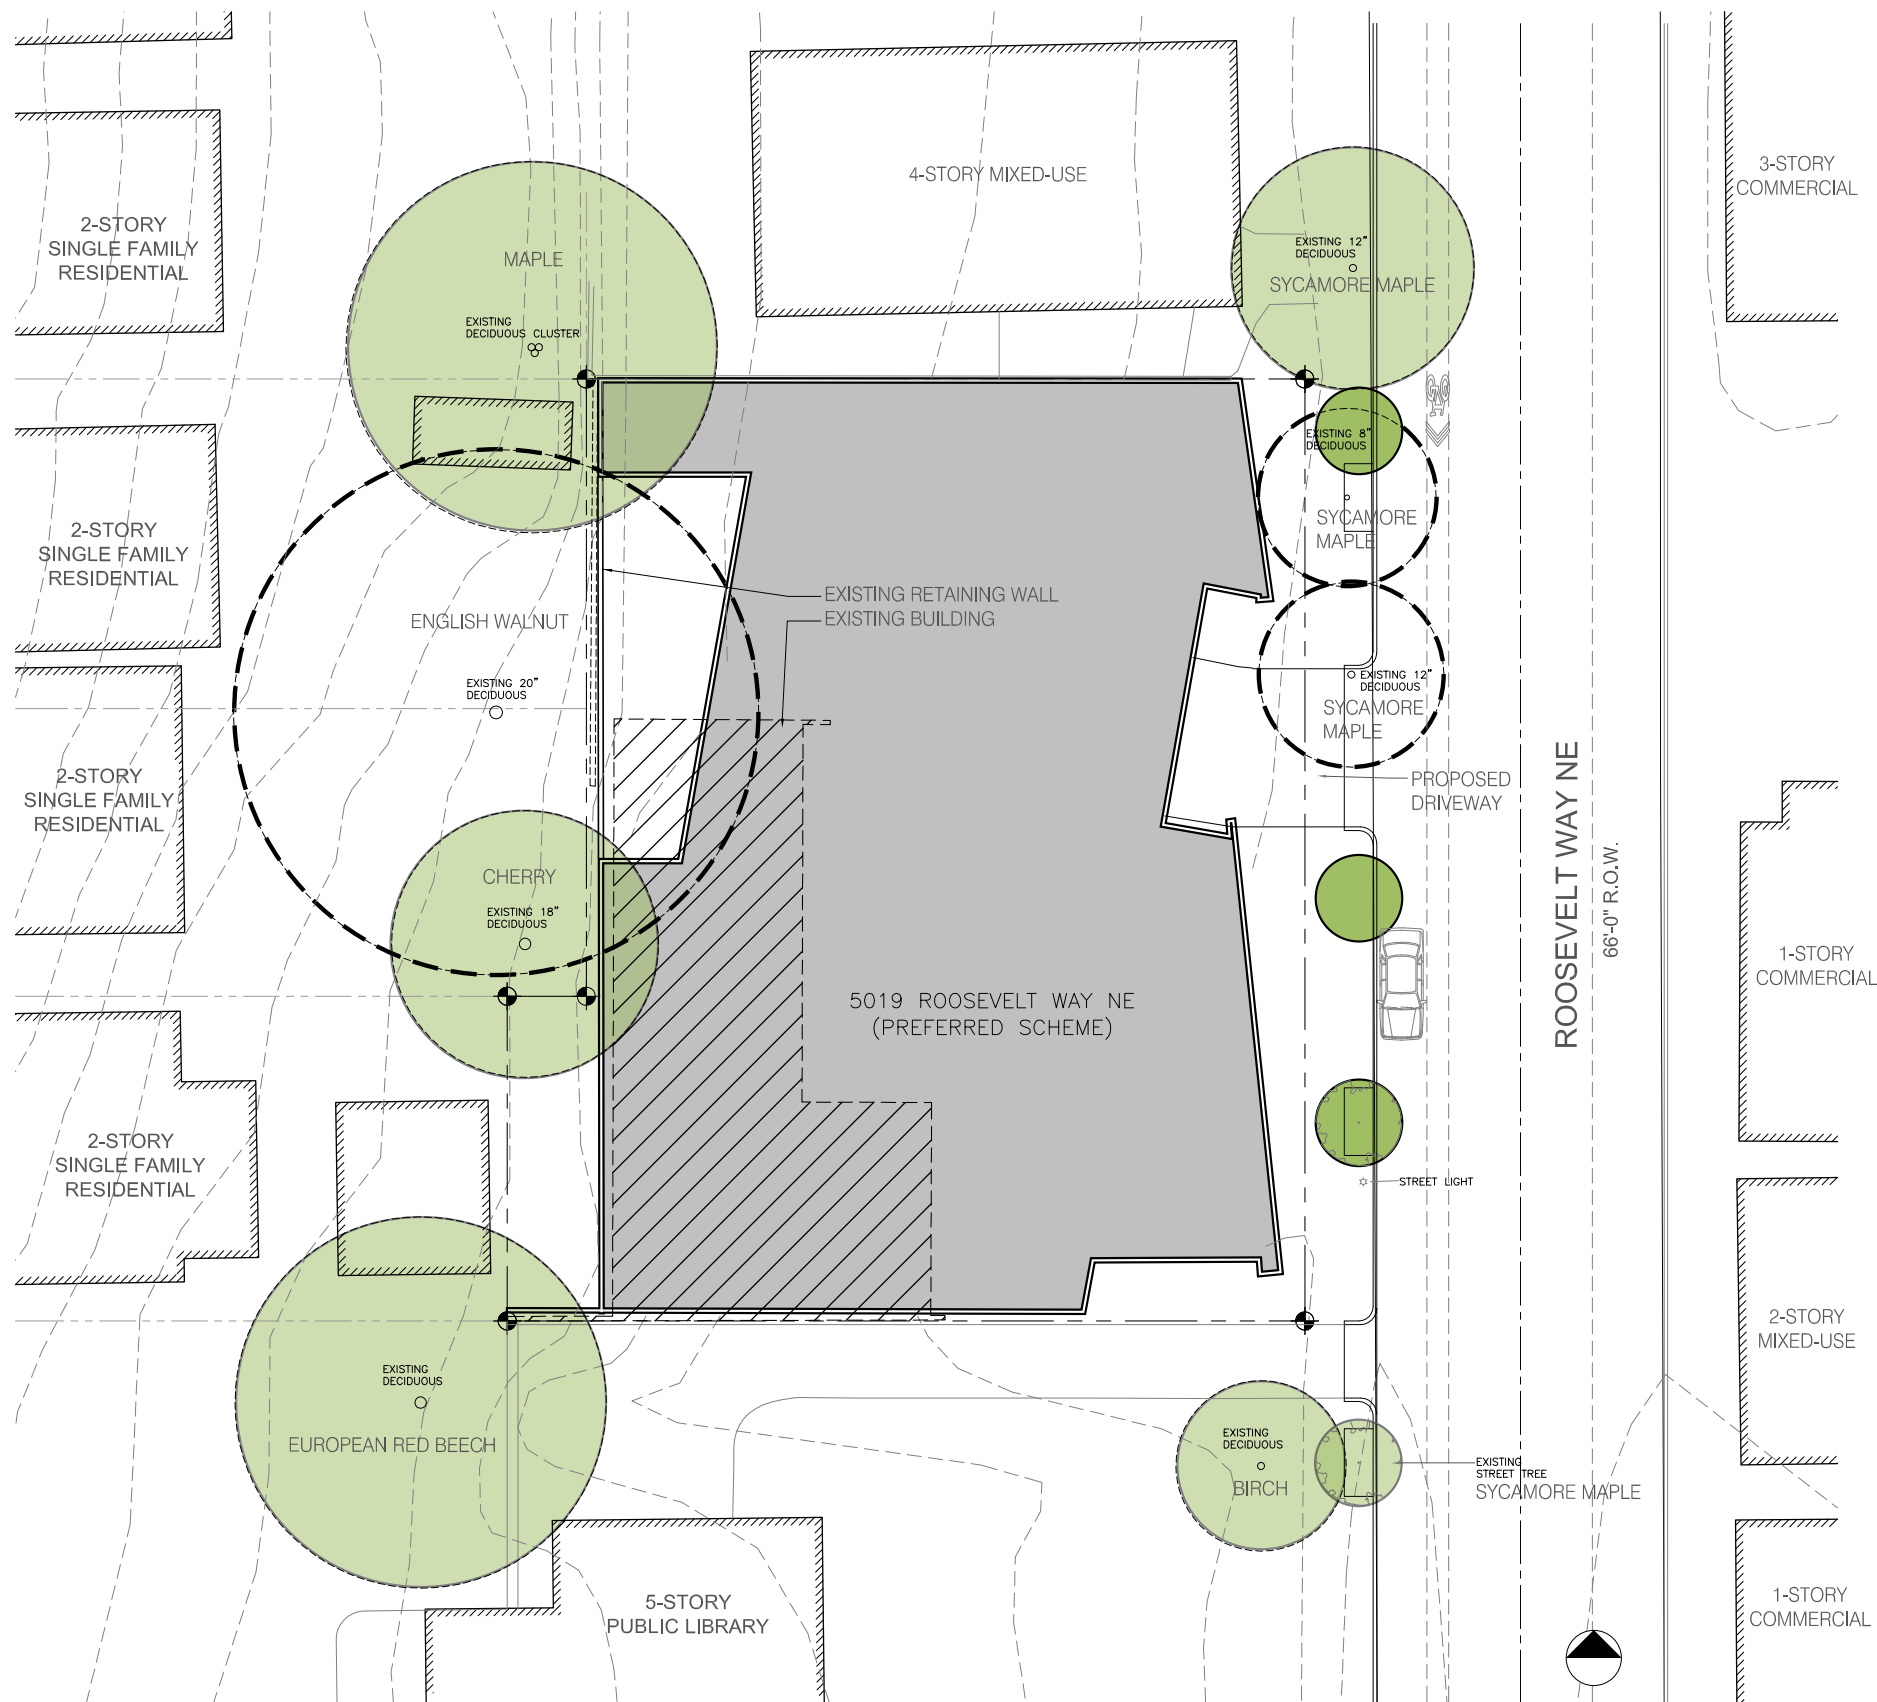 4-STORY MIXED-USE
3-STORY
COMMERCIAL
2-STORY
SINGLE FAMILY
RESIDENTIAL
MAPLE
EXISTING
DECIDUOUS CLUSTER
EXISTING 12"
DECIDUOUS
SYCAMORE MAPLE
EXISTING 8"
DECIDUOUS
SYCAMORE
MAPLE
2-STORY
SINGLE FAMILY
RESIDENTIAL
ENGLISH WALNUT
EXISTING RETAINING WALL
EXISTING BUILDING
EXISTING 20"
DECIDUOUS
EXISTING 12"
DECIDUOUS
SYCAMORE
MAPLE
PROPOSED
DRIVEWAY
2-STORY
SINGLE FAMILY
RESIDENTIAL
CHERRY
EXISTING 18"
DECIDUOUS
ROOSEVELT WAY NE
66'-0" R.O.W.
1-STORY
COMMERCIAL
5019 ROOSEVELT WAY NE
(PREFERRED SCHEME)
2-STORY
SINGLE FAMILY
RESIDENTIAL
STREET LIGHT
2-STORY
MIXED-USE
EXISTING
DECIDUOUS
EUROPEAN RED BEECH
EXISTING
DECIDUOUS
BIRCH
EXISTING
STREET TREE
SYCAMORE MAPLE
5-STORY
PUBLIC LIBRARY
1-STORY
COMMERCIAL